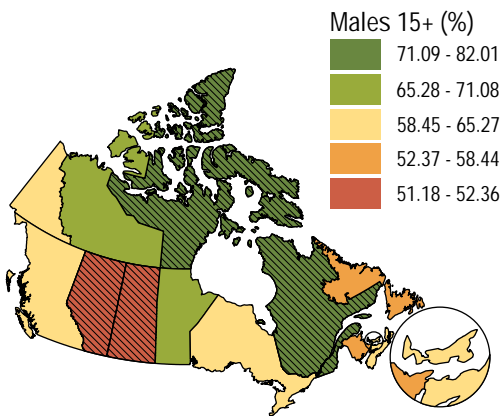 Males 15+ (%)
71.09 - 82.01
65.28 - 71.08
58.45 - 65.27
52.37 - 58.44
51.18 - 52.36